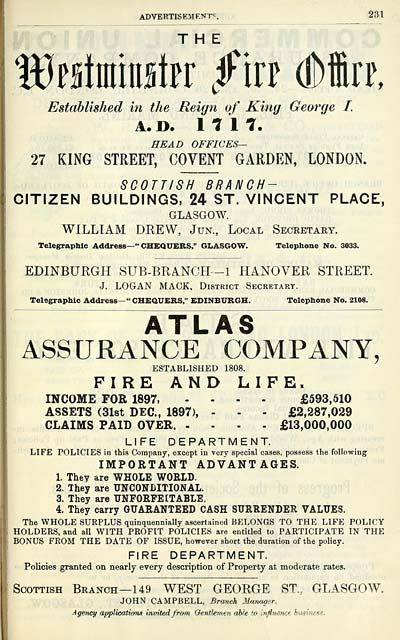 ADVERTISEMENTS.
231
THE
Westminster Fire Office,
Established in the Reign of King George I.
A.D. 1717.
HEAD OFFICES—
27 KING STREET, COVENT GARDEN, LONDON.
SCOTTISH BRANCH—
CITIZEN BUILDINGS, 24 ST. VINCENT PLACE,
GLASGOW.
WILLIAM DREW, JUN., LOCAL SECRETARY.
Telegraphic Address—"CHEQUERS," GLASGOW. Telephone No. 3033.
EDINBURGH SUB-BRANCH—1 HANOVER STREET.
J. LOGAN MACK, DISTRICT SECRETARY.
Telegraphic Address—"CHEQUERS," EDINBURGH. Telephone No. 2108.
ATLAS
ASSURANCE COMPANY,
ESTABLISHED 1808.
FIRE AND LIFE.
INCOME FOR 1897, - - - - £593,510
ASSETS (31st DEC., 1897), - - - - £2,287,029
CLAIMS PAID OVER, - - - - £13,000,000
LIFE DEPARTMENT.
LIFE POLICIES in this Company, except in very special cases, possess the following
IMPORTANT ADVANTAGES.
1. They are WHOLE WORLD.
2. They are UNCONDITIONAL.
3. They are UNFORFEITABLE.
4. They carry GUARANTEED CASH SURRENDER VALUES.
The WHOLE SURPLUS quinquennially ascertained BELONGS TO THE LIFE POLICY
HOLDERS, and all WITH PROFIT POLICIES are entitled to PARTICIPATE IN THE
BONUS FROM THE DATE OF ISSUE, however short the duration of the policy.
FIRE DEPARTMENT.
Policies granted on nearly every description of Property at moderate rates.
SCOTTISH BRANCH—149 WEST GEORGE ST., GLASGOW.
JOHN CAMPBELL, Branch Manager.
Agency applications invited from Gentlemen able to influence business.